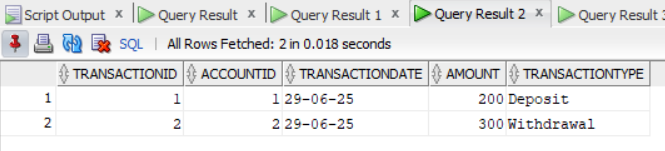 Script Output x Query Result x Query Result 1 x Query Result 2 x Query Result 3
SQL | All Rows Fetched: 2 in 0.018 seconds
TRANSACTIONID ACCOUNTID TRANSACTIONDATE AMOUNT TRANSACTIONTYPE
1 1 1 29-06-25 200 Deposit
2 2 2 29-06-25 300 Withdrawal